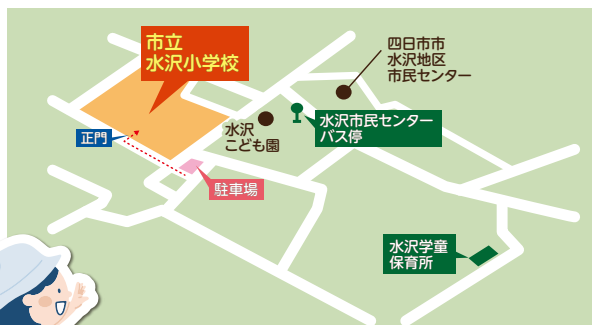 市立
水沢小学校
四日市市
水沢地区
市民センター
水沢市民センター
バス停
水沢
こども園
正門
駐車場
水沢学童
保育所